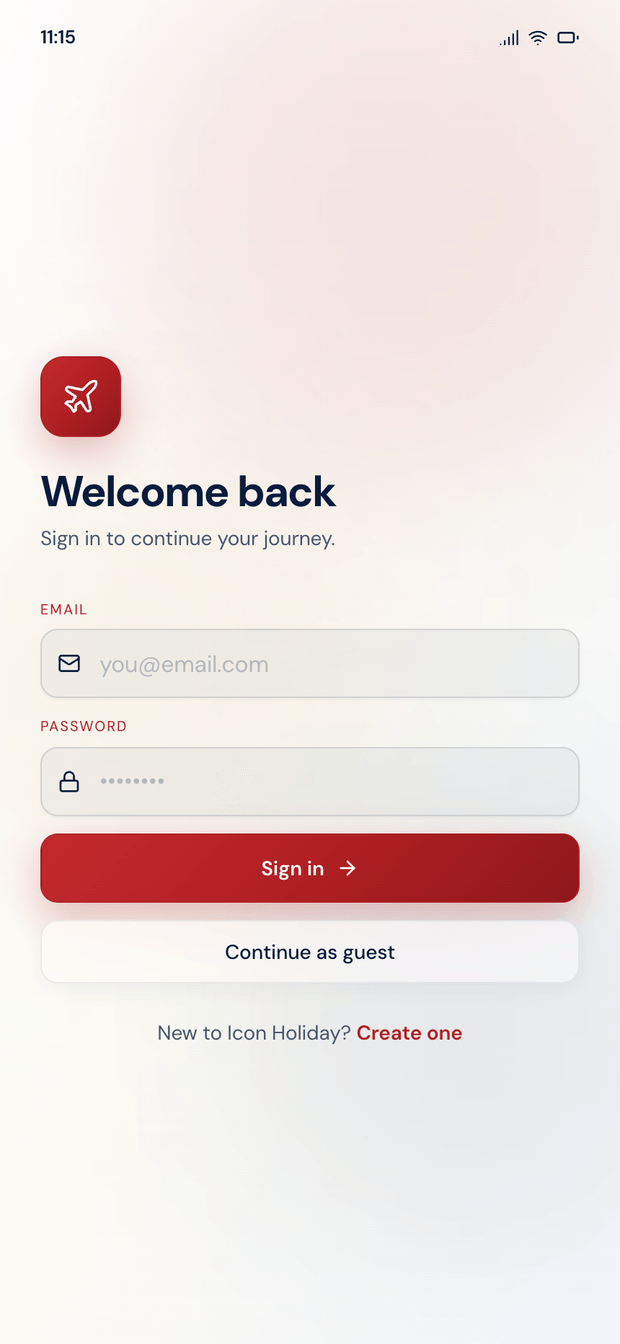 11:15
Welcome back
Sign in to continue your journey.
EMAIL
you@email.com
PASSWORD
••••••••
Sign in →
Continue as guest
New to Icon Holiday? Create one